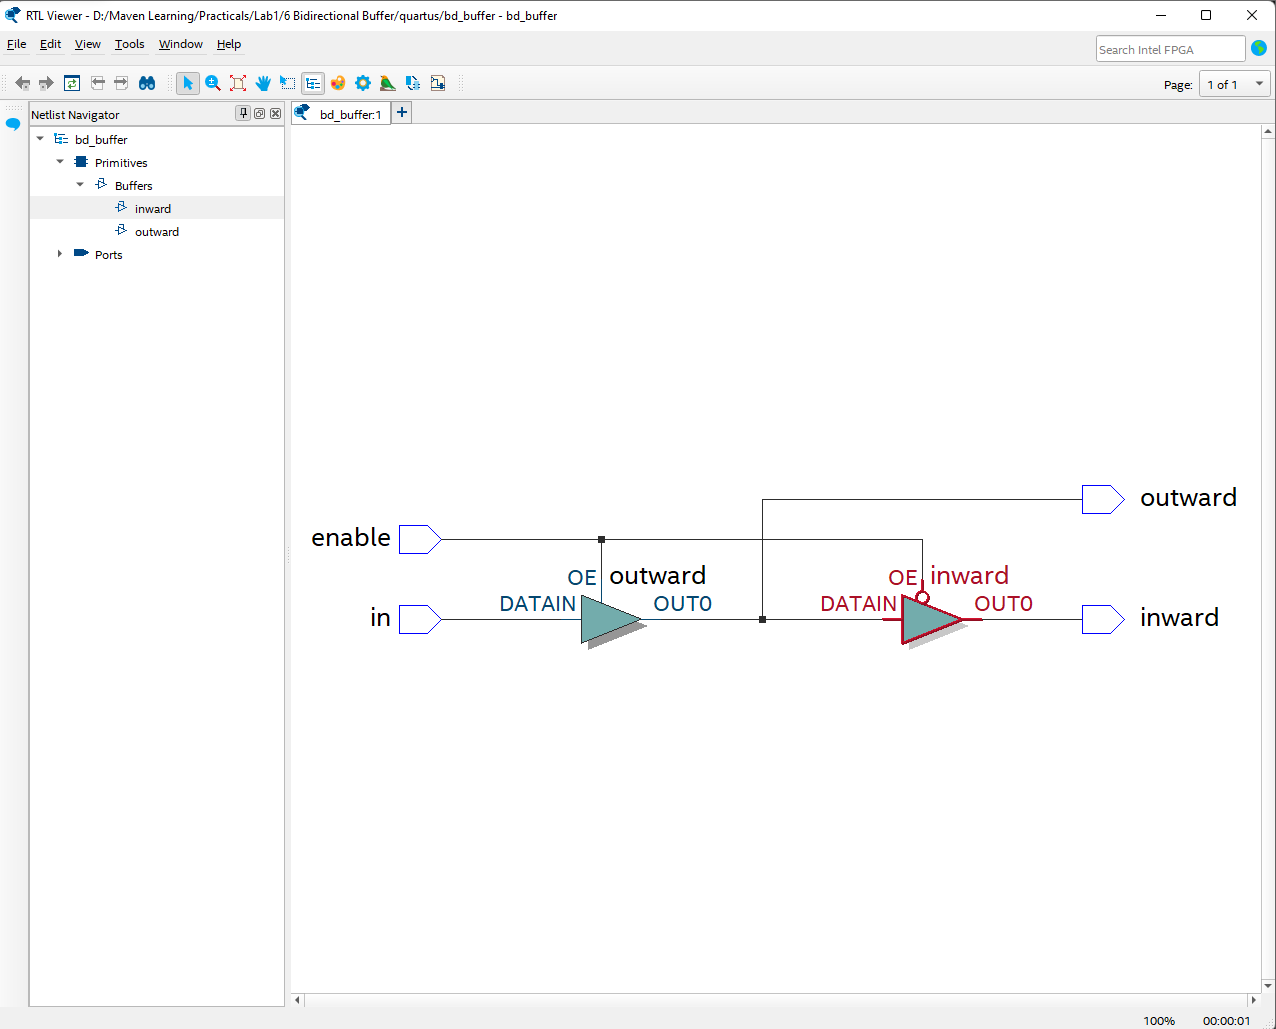 RTL Viewer - D:/Maven Learning/Practicals/Lab1/6 Bidirectional Buffer/quartus/bd_buffer - bd_buffer
File Edit View Tools Window Help
Search Intel FPGA
Page: 1 of 1
Netlist Navigator
bd_buffer:1
bd_buffer
Primitives
Buffers
inward
outward
Ports
outward
enable
OE outward
OE inward
DATAIN OUT0
DATAIN OUT0
in
inward
100% 00:00:01